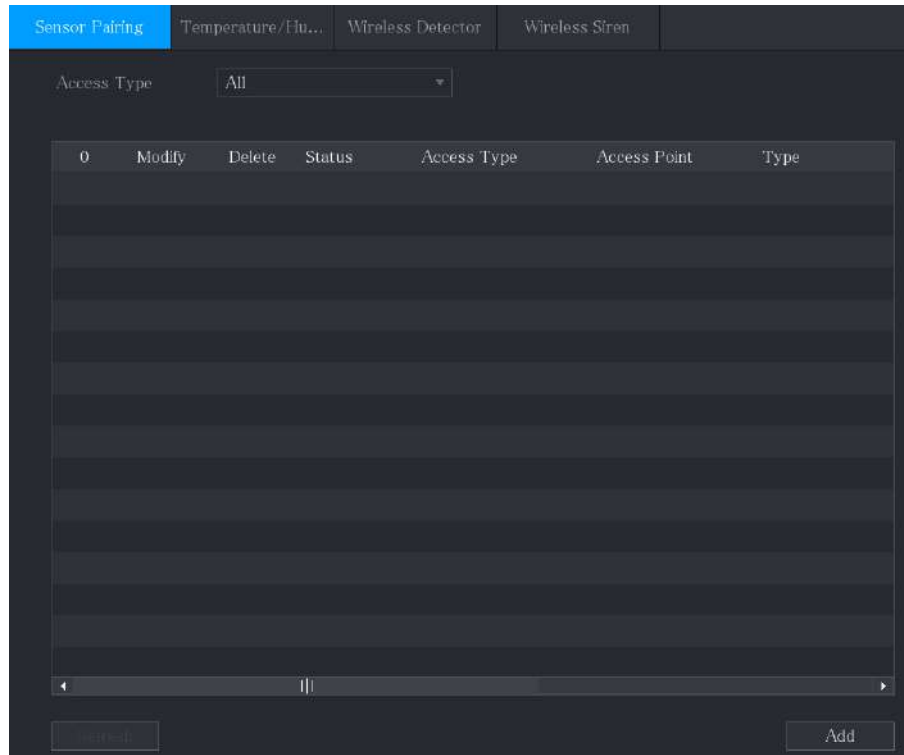 Sensor Pairing Temperature/Hu... Wireless Detector Wireless Siren
Access Type All
0 Modify Delete Status Access Type Access Point Type
Add